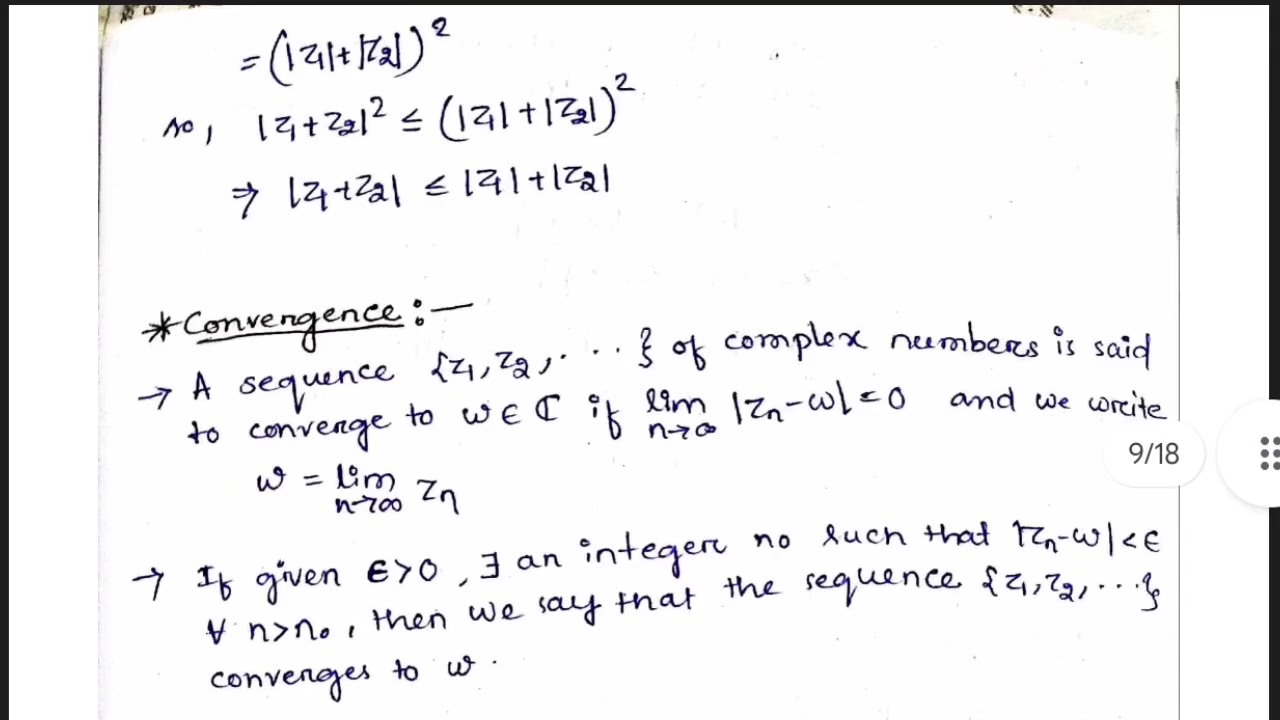 = (|z₁|+|z₂|)²
so, |z₁+z₂|² ≤ (|z₁|+|z₂|)²
⇒ |z₁+z₂| ≤ |z₁|+|z₂|
* Convergence :—
→ A sequence {z₁, z₂, . . . } of complex numbers is said
to converge to w ∈ ℂ if lim n→∞ |zₙ-w| = 0 and we write
9/18
w = lim n→∞ zₙ
→ If given ϵ>0, ∃ an integer no such that |zₙ-w|<ϵ
∀ n>n₀, then we say that the sequence {z₁, z₂, ...}
converges to w.